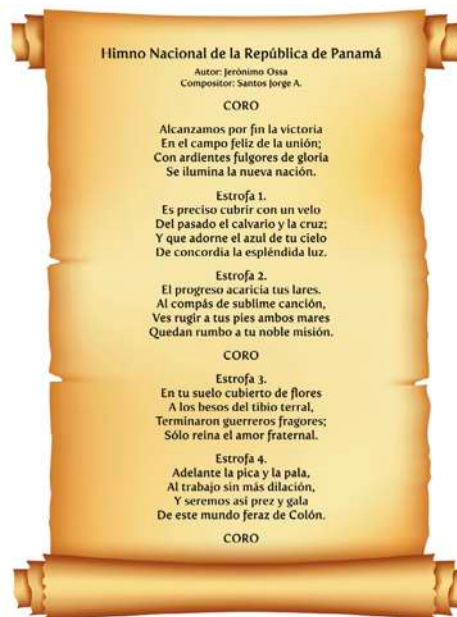 Himno Nacional de la República de Panamá
Autor: Jerónimo Ossa
Compositor: Santos Jorge A.
CORO
Alcanzamos por fin la victoria
En el campo feliz de la unión;
Con ardientes fulgores de gloria
Se ilumina la nueva nación.
Estrofa 1.
Es preciso cubrir con un velo
Del pasado el calvario y la cruz;
Y que adorne el azul de tu cielo
De concordia la espléndida luz.
Estrofa 2.
El progreso acaricia tus lares.
Al compás de sublime canción,
Ves rugir a tus pies ambos mares
Quedan rumbo a tu noble misión.
CORO
Estrofa 3.
En tu suelo cubierto de flores
A los besos del tibio terral,
Terminaron guerreros fragores;
Sólo reina el amor fraternal.
Estrofa 4.
Adelante la pica y la pala,
Al trabajo sin más dilación,
Y seremos así prez y gala
De este mundo feraz de Colón.
CORO